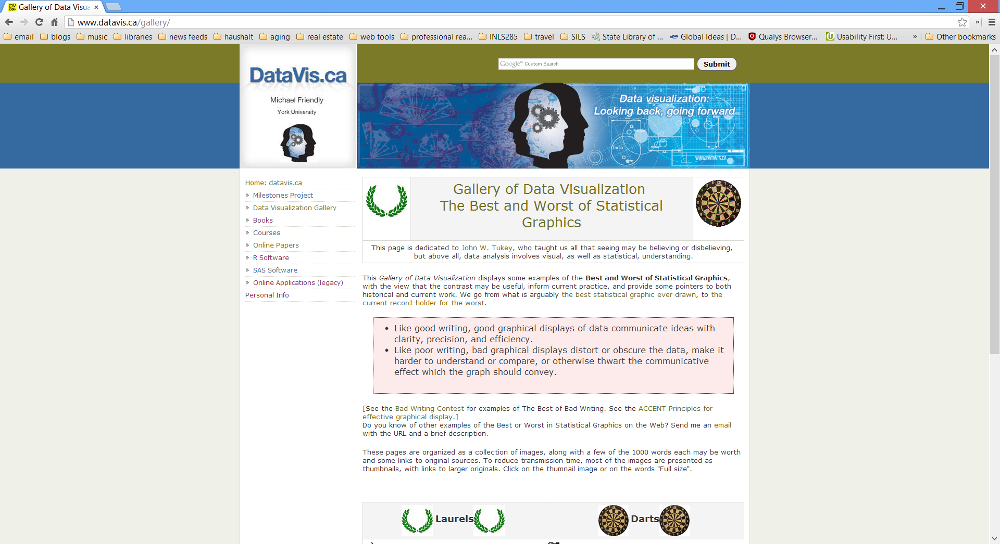 Gallery of Data Visua
www.datavis.ca/gallery/
email blogs music libraries news feeds haushalt aging real estate web tools professional rea... INLS285 travel SILS State Library of ... Global Ideas | D... Qualys Browser... Usability First: U... » Other bookmarks
Google™ Custom Search Submit
DataVis.ca
Michael Friendly
York University
Data visualization:
Looking back, going forward
India
WWW.DATAVIS.CA
Home: datavis.ca
Milestones Project
Data Visualization Gallery
Books
Courses
Online Papers
R Software
SAS Software
Online Applications (legacy)
Personal Info
Gallery of Data Visualization
The Best and Worst of Statistical
Graphics
This page is dedicated to John W. Tukey, who taught us all that seeing may be believing or disbelieving,
but above all, data analysis involves visual, as well as statistical, understanding.
This Gallery of Data Visualization displays some examples of the Best and Worst of Statistical Graphics,
with the view that the contrast may be useful, inform current practice, and provide some pointers to both
historical and current work. We go from what is arguably the best statistical graphic ever drawn, to the
current record-holder for the worst.
• Like good writing, good graphical displays of data communicate ideas with
clarity, precision, and efficiency.
• Like poor writing, bad graphical displays distort or obscure the data, make it
harder to understand or compare, or otherwise thwart the communicative
effect which the graph should convey.
[See the Bad Writing Contest for examples of The Best of Bad Writing. See the ACCENT Principles for
effective graphical display.]
Do you know of other examples of the Best or Worst in Statistical Graphics on the Web? Send me an email
with the URL and a brief description.
These pages are organized as a collection of images, along with a few of the 1000 words each may be worth
and some links to original sources. To reduce transmission time, most of the images are presented as
thumbnails, with links to larger originals. Click on the thumnail image or on the words "Full size".
Laurels
Darts